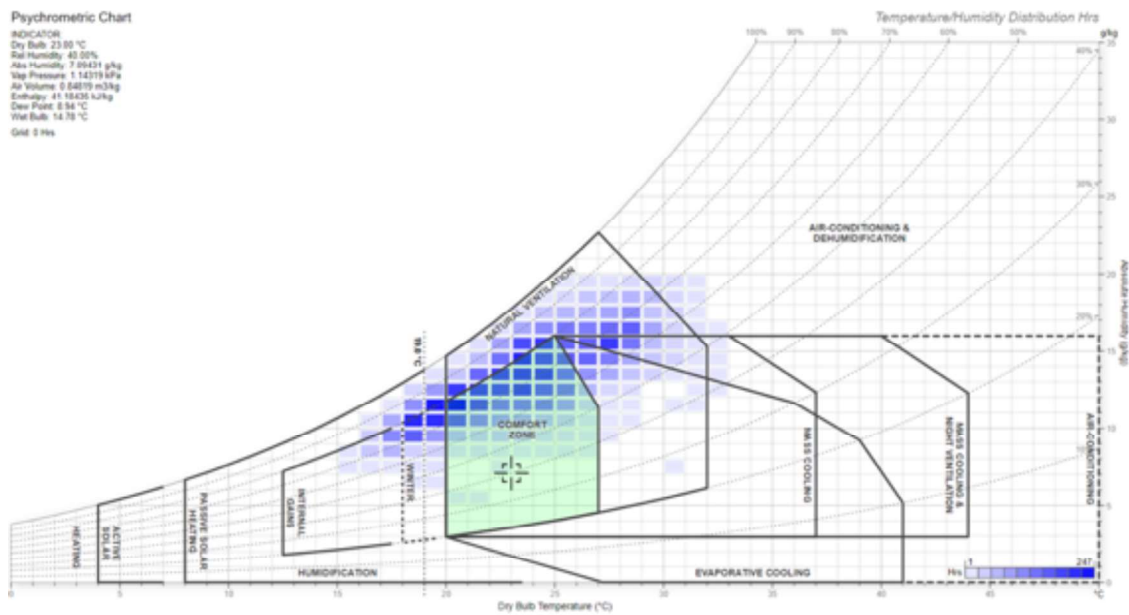 Psychrometric Chart
Temperature/Humidity Distribution Hrs
INDICATOR
Dry Bulb: 23.00 °C
Rel Humidity: 40.00%
Abs Humidity: 7.09431 g/kg
Vap Pressure: 1.14319 kPa
Air Volume: 0.84819 m3/kg
Enthalpy: 41.18436 kJ/kg
Dew Point: 8.94 °C
Wet Bulb: 14.78 °C
Grid: 0 Hrs
100% 90% 80% 70% 60% 50%
g/kg
35
40%
30
30%
25
AIR-CONDITIONING &
DEHUMIDIFICATION
20
NATURAL VENTILATION
Absolute Humidity (g/kg)
20%
19.0 °C
15
10
COMFORT
ZONE
WINTER
INTERNAL
GAINS
PASSIVE SOLAR
HEATING
ACTIVE
SOLAR
HEATING
MASS COOLING
MASS COOLING &
NIGHT VENTILATION
AIR-CONDITIONING
5
HUMIDIFICATION
EVAPORATIVE COOLING
1 247
Hrs
0 5 10 15 20 25 30 35 40 45 °C
Dry Bulb Temperature (°C)